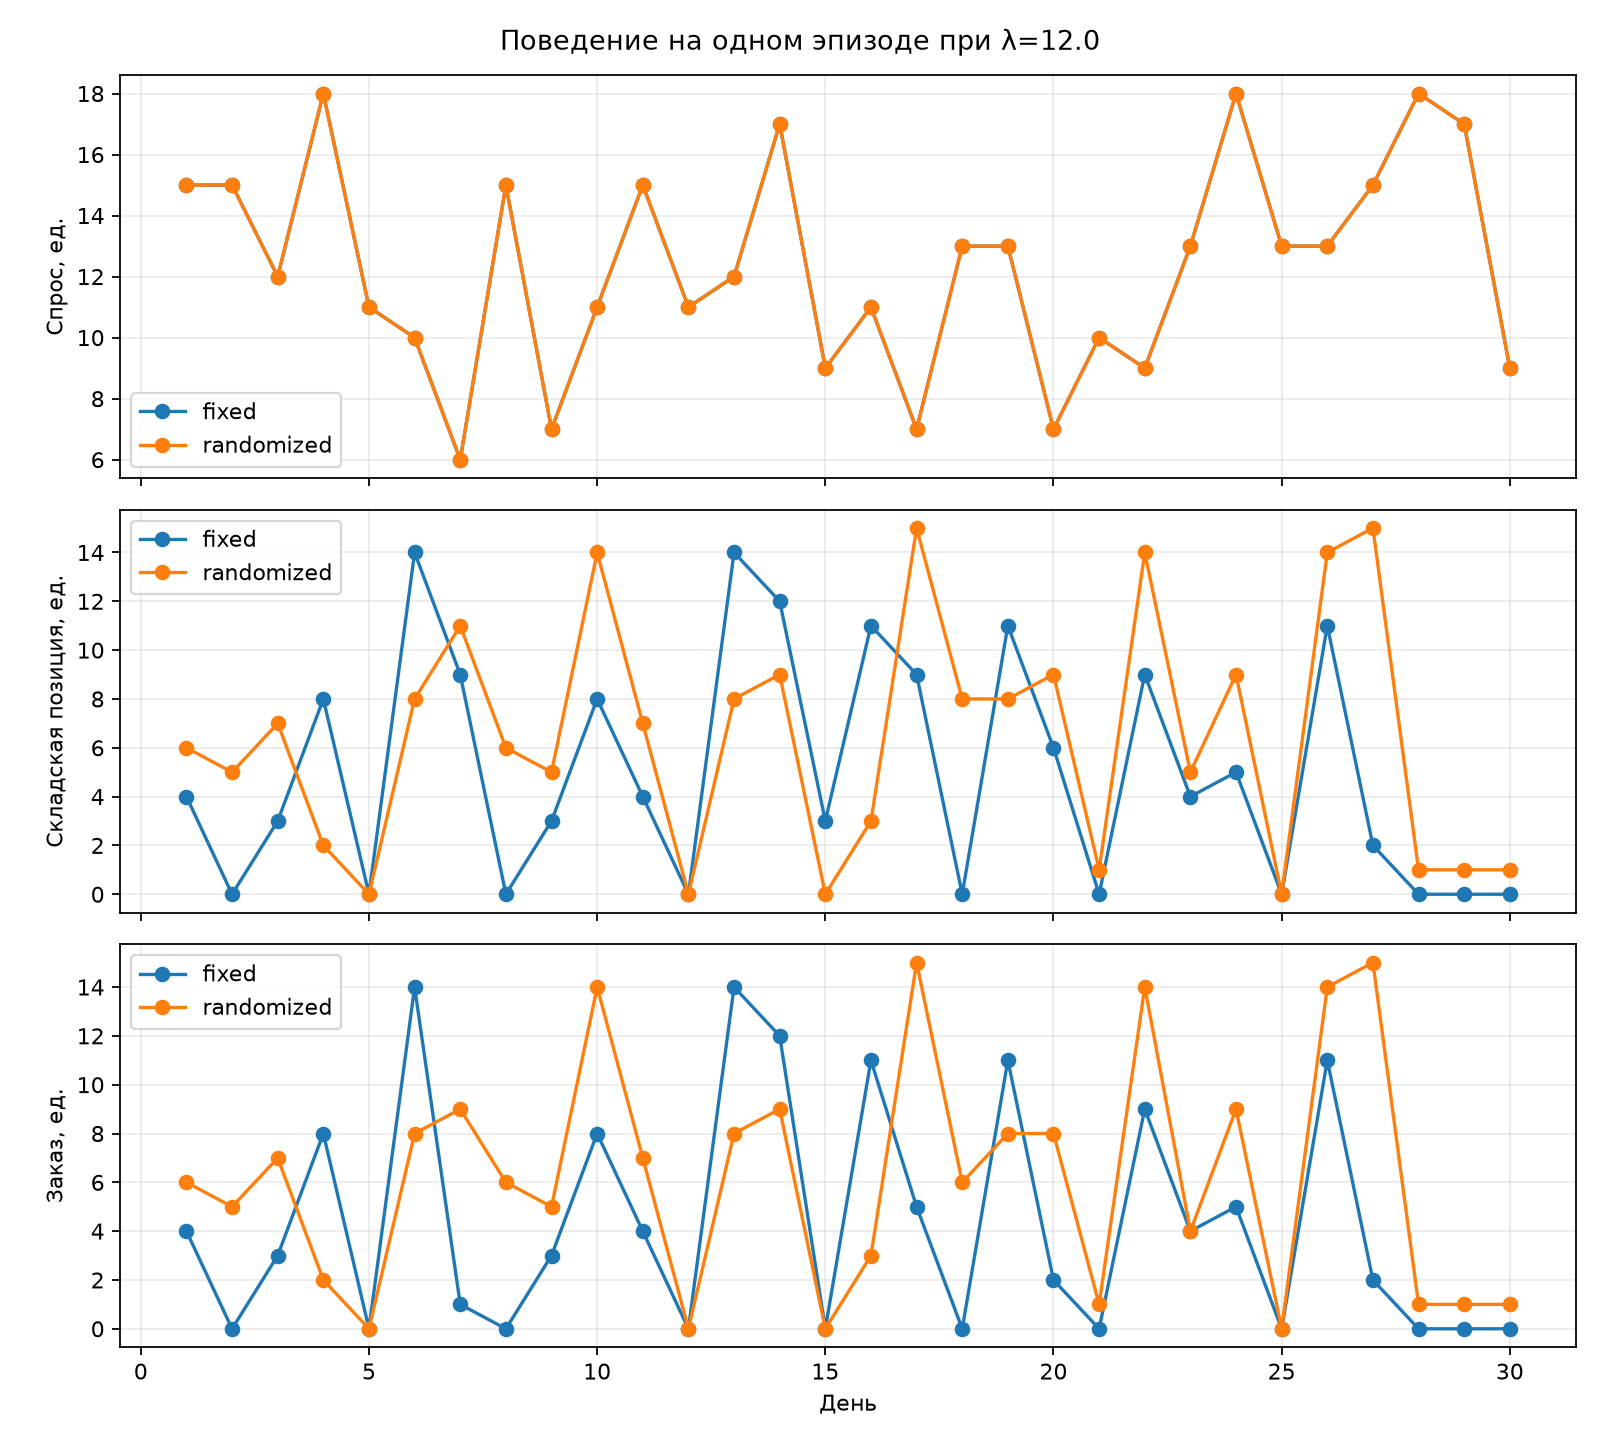 Поведение на одном эпизоде при λ=12.0
Спрос, ед.
18
16
14
12
10
8
6
fixed
randomized
Складская позиция, ед.
14
12
10
8
6
4
2
0
fixed
randomized
Заказ, ед.
14
12
10
8
6
4
2
0
fixed
randomized
0 5 10 15 20 25 30
День